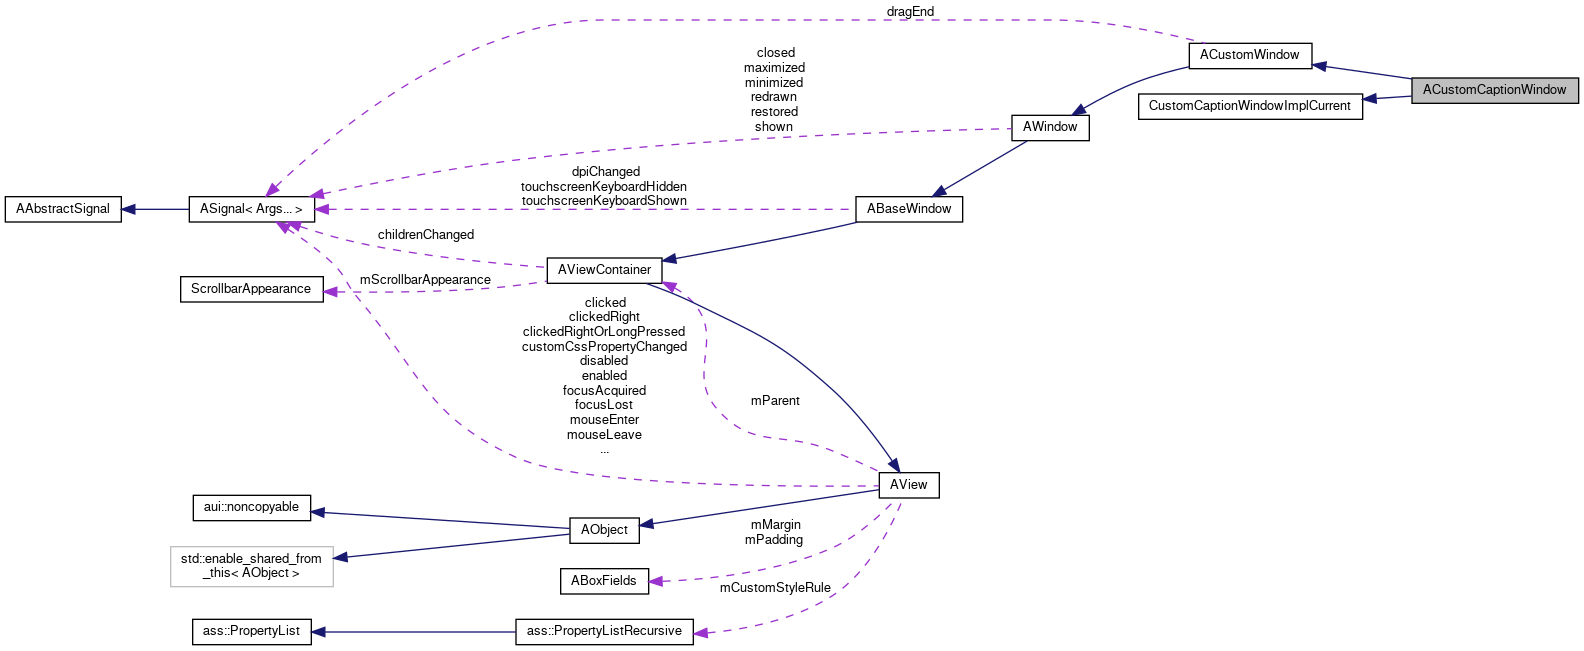 dragEnd
ACustomWindow
ACustomCaptionWindow
CustomCaptionWindowImplCurrent
closed
maximized
minimized
redrawn
restored
shown
AWindow
dpiChanged
touchscreenKeyboardHidden
touchscreenKeyboardShown
AAbstractSignal
ASignal< Args... >
ABaseWindow
childrenChanged
AViewContainer
mScrollbarAppearance
ScrollbarAppearance
clicked
clickedRight
clickedRightOrLongPressed
customCssPropertyChanged
disabled
enabled
focusAcquired
focusLost
mouseEnter
mouseLeave
...
mParent
AView
aui::noncopyable
AObject
mMargin
mPadding
std::enable_shared_from
_this< AObject >
ABoxFields
mCustomStyleRule
ass::PropertyList
ass::PropertyListRecursive